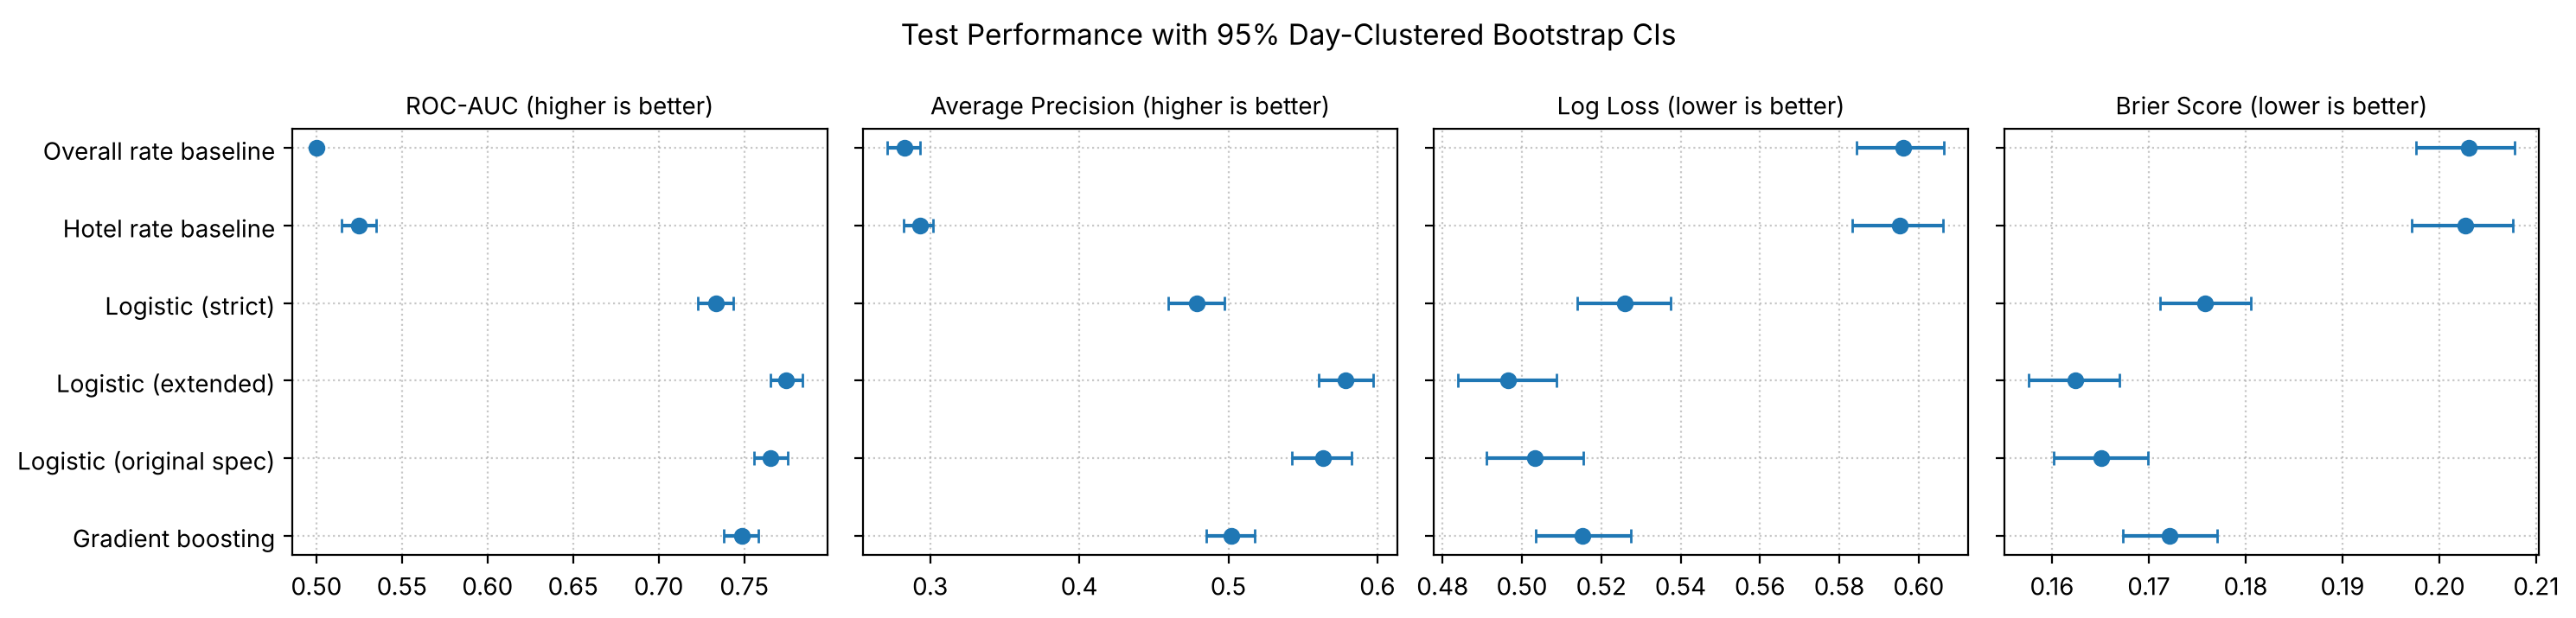 Test Performance with 95% Day-Clustered Bootstrap CIs
ROC-AUC (higher is better)
Average Precision (higher is better)
Log Loss (lower is better)
Brier Score (lower is better)
Overall rate baseline
Hotel rate baseline
Logistic (strict)
Logistic (extended)
Logistic (original spec)
Gradient boosting
0.50 0.55 0.60 0.65 0.70 0.75
0.3 0.4 0.5 0.6
0.48 0.50 0.52 0.54 0.56 0.58 0.60
0.16 0.17 0.18 0.19 0.20 0.21